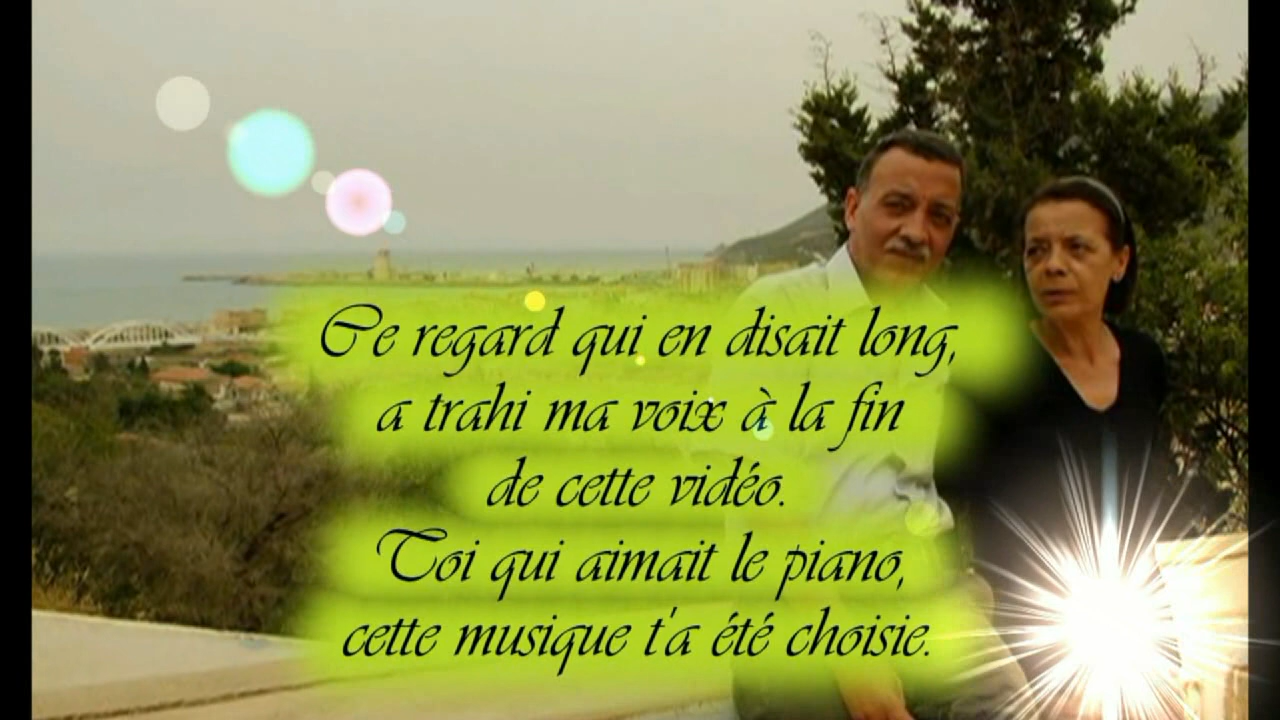 Ce regard qui en disait long,
a trahi ma voix à la fin
de cette vidéo.
Toi qui aimait le piano,
cette musique t'a été choisie.